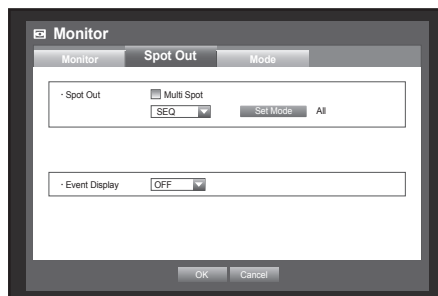 Monitor
Monitor Spot Out Mode
· Spot Out Multi Spot
SEQ Set Mode All
· Event Display OFF
OK Cancel